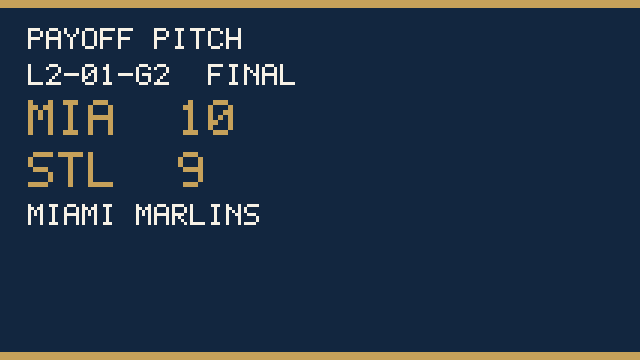 PAYOFF PITCH
L2-01-G2 FINAL
MIA 10
STL 9
MIAMI MARLINS